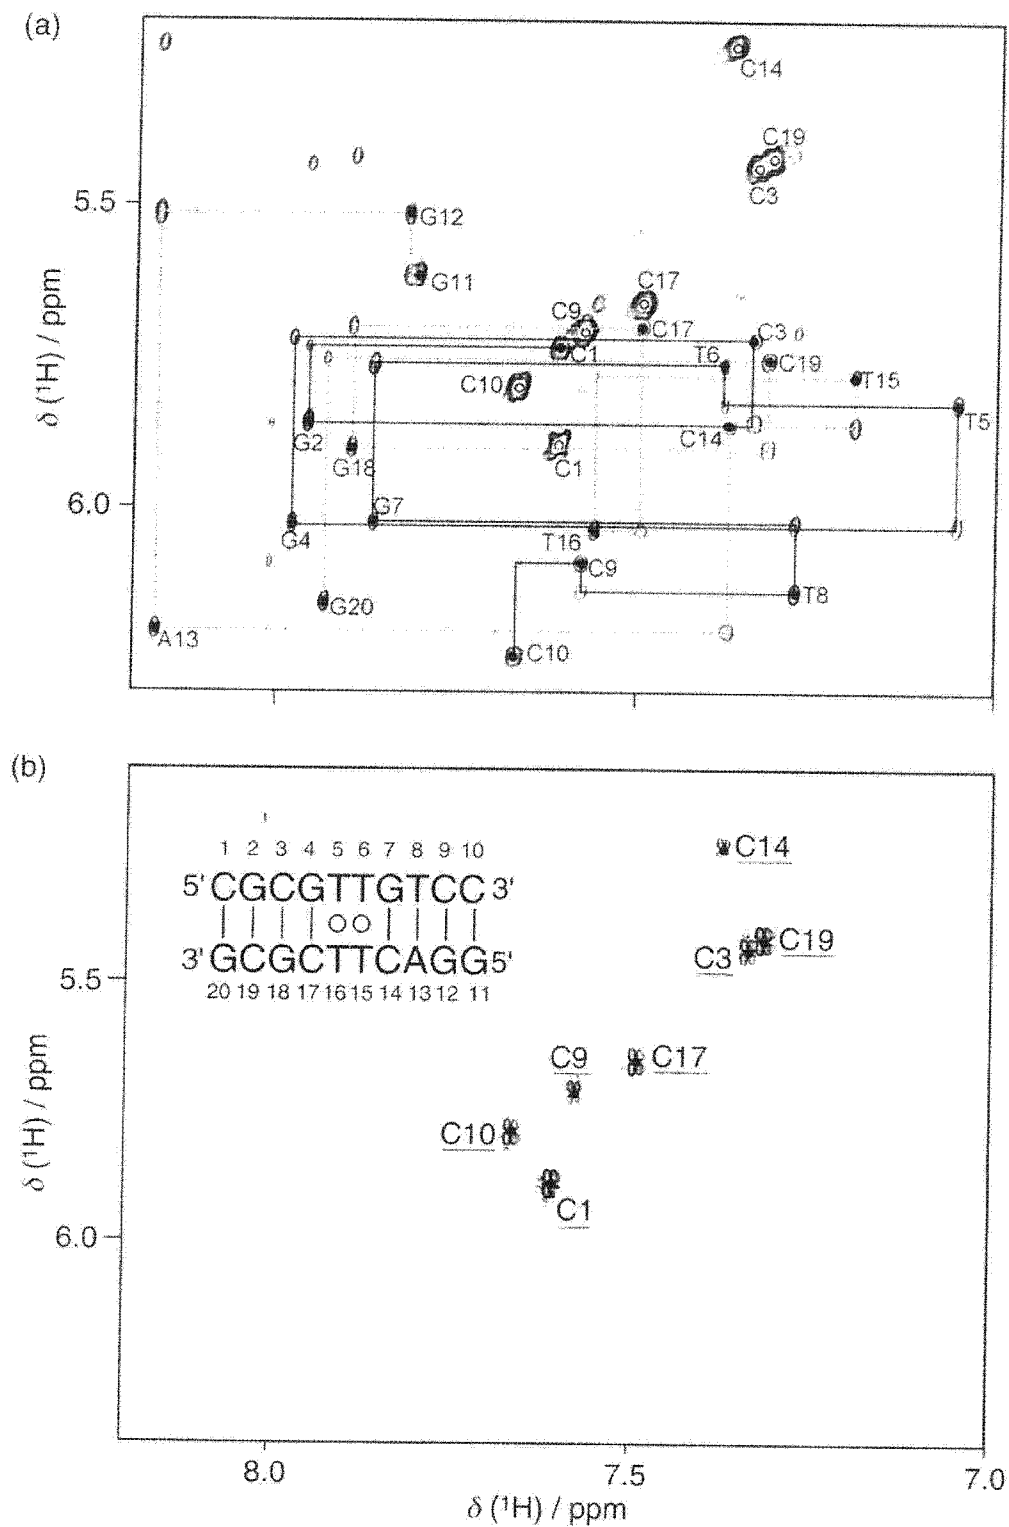 (a)
C14
C19
C3
5.5
G12
G11
C17
C9
C17
C3
C1
T6
C19
T15
C10
T5
G2
C14
G18
C1
δ (¹H) / ppm
6.0
G7
G4
T16
C9
T8
G20
A13
C10
(b)
1 2 3 4 5 6 7 8 9 10
5' CGCGTTGTCC 3'
3' GCGCTTCAGG 5'
20 19 18 17 16 15 14 13 12 11
C14
C19
C3
5.5
C9
C17
C10
C1
δ (¹H) / ppm
6.0
8.0 7.5 7.0
δ (¹H) / ppm